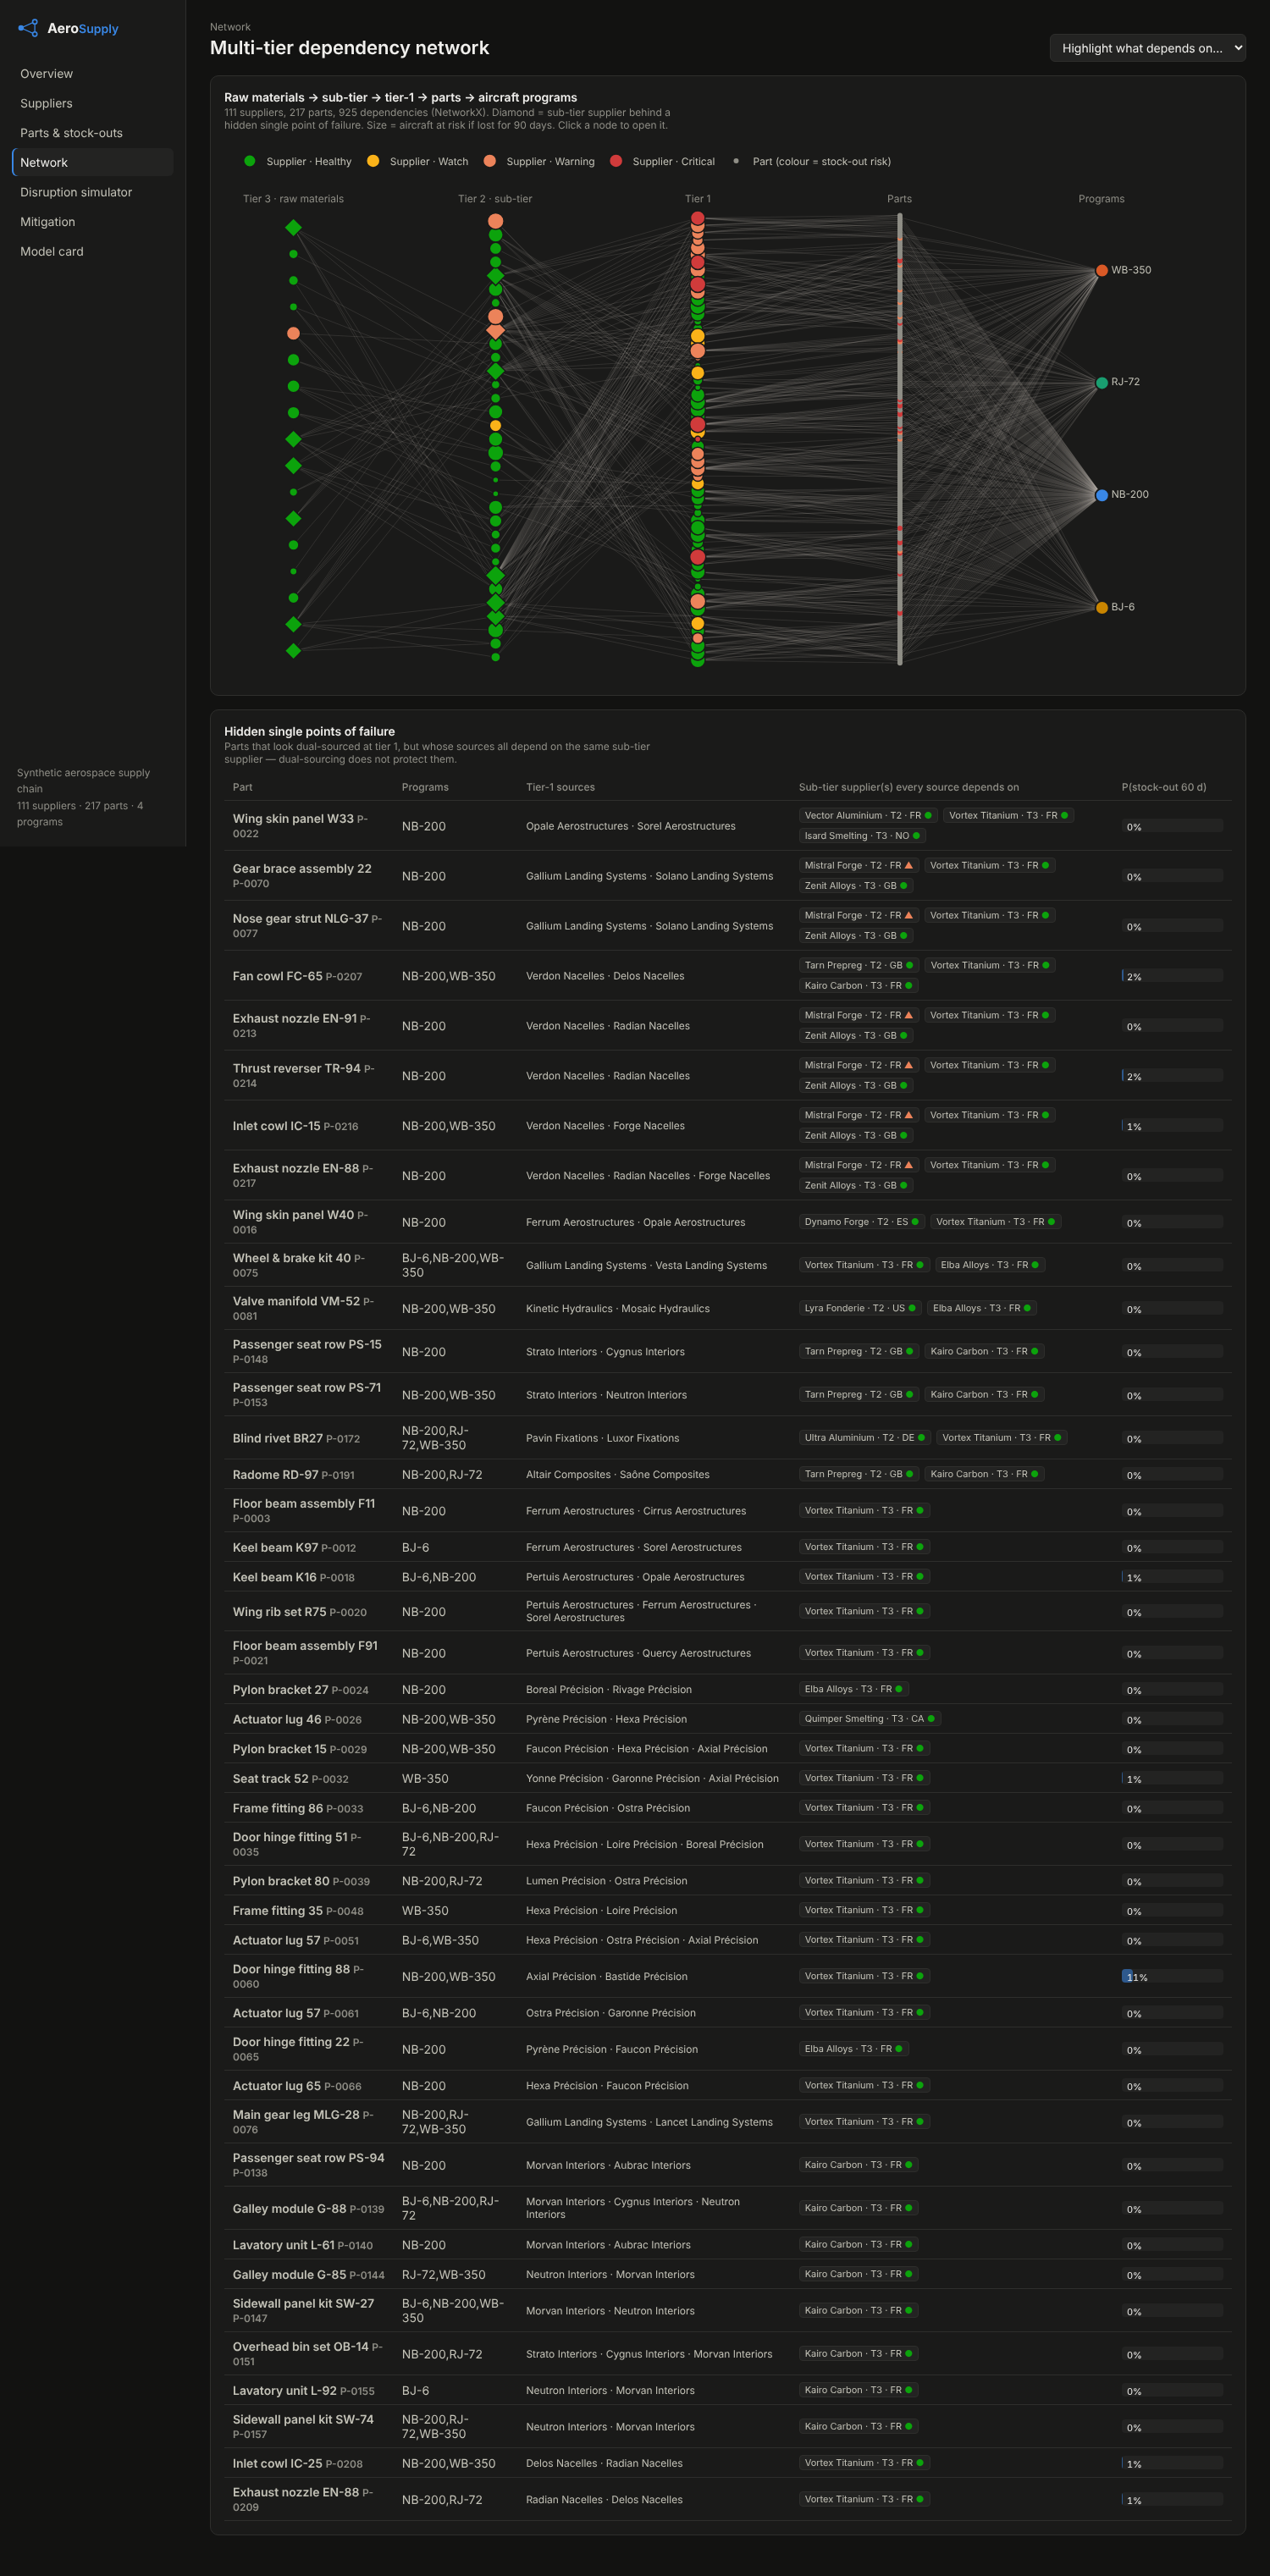 AeroSupply
Overview
Suppliers
Parts & stock-outs
Network
Disruption simulator
Mitigation
Model card
Synthetic aerospace supply
chain
111 suppliers · 217 parts · 4
programs
Network
Multi-tier dependency network
Highlight what depends on...
Raw materials → sub-tier → tier-1 → parts → aircraft programs
111 suppliers, 217 parts, 925 dependencies (NetworkX). Diamond = sub-tier supplier behind a
hidden single point of failure. Size = aircraft at risk if lost for 90 days. Click a node to open it.
Supplier · Healthy Supplier · Watch Supplier · Warning Supplier · Critical Part (colour = stock-out risk)
Tier 3 · raw materials Tier 2 · sub-tier Tier 1 Parts Programs
WB-350
RJ-72
NB-200
BJ-6
Hidden single points of failure
Parts that look dual-sourced at tier 1, but whose sources all depend on the same sub-tier
supplier — dual-sourcing does not protect them.
Part Programs Tier-1 sources Sub-tier supplier(s) every source depends on P(stock-out 60 d)
Wing skin panel W33 P-
0022
NB-200
Opale Aerostructures · Sorel Aerostructures
Vector Aluminium · T2 · FR Vortex Titanium · T3 · FR
Isard Smelting · T3 · NO
0%
Gear brace assembly 22
P-0070
NB-200
Gallium Landing Systems · Solano Landing Systems
Mistral Forge · T2 · FR Vortex Titanium · T3 · FR
Zenit Alloys · T3 · GB
0%
Nose gear strut NLG-37 P-
0077
NB-200
Gallium Landing Systems · Solano Landing Systems
Mistral Forge · T2 · FR Vortex Titanium · T3 · FR
Zenit Alloys · T3 · GB
0%
Fan cowl FC-65 P-0207
NB-200,WB-350
Verdon Nacelles · Delos Nacelles
Tarn Prepreg · T2 · GB Vortex Titanium · T3 · FR
Kairo Carbon · T3 · FR
2%
Exhaust nozzle EN-91 P-
0213
NB-200
Verdon Nacelles · Radian Nacelles
Mistral Forge · T2 · FR Vortex Titanium · T3 · FR
Zenit Alloys · T3 · GB
0%
Thrust reverser TR-94 P-
0214
NB-200
Verdon Nacelles · Radian Nacelles
Mistral Forge · T2 · FR Vortex Titanium · T3 · FR
Zenit Alloys · T3 · GB
2%
Inlet cowl IC-15 P-0216
NB-200,WB-350
Verdon Nacelles · Forge Nacelles
Mistral Forge · T2 · FR Vortex Titanium · T3 · FR
Zenit Alloys · T3 · GB
1%
Exhaust nozzle EN-88 P-
0217
NB-200
Verdon Nacelles · Radian Nacelles · Forge Nacelles
Mistral Forge · T2 · FR Vortex Titanium · T3 · FR
Zenit Alloys · T3 · GB
0%
Wing skin panel W40 P-
0016
NB-200
Ferrum Aerostructures · Opale Aerostructures
Dynamo Forge · T2 · ES Vortex Titanium · T3 · FR
0%
Wheel & brake kit 40 P-
0075
BJ-6,NB-200,WB-
350
Gallium Landing Systems · Vesta Landing Systems
Vortex Titanium · T3 · FR Elba Alloys · T3 · FR
0%
Valve manifold VM-52 P-
0081
NB-200,WB-350
Kinetic Hydraulics · Mosaic Hydraulics
Lyra Fonderie · T2 · US Elba Alloys · T3 · FR
0%
Passenger seat row PS-15
P-0148
NB-200
Strato Interiors · Cygnus Interiors
Tarn Prepreg · T2 · GB Kairo Carbon · T3 · FR
0%
Passenger seat row PS-71
P-0153
NB-200,WB-350
Strato Interiors · Neutron Interiors
Tarn Prepreg · T2 · GB Kairo Carbon · T3 · FR
0%
Blind rivet BR27 P-0172
NB-200,RJ-
72,WB-350
Pavin Fixations · Luxor Fixations
Ultra Aluminium · T2 · DE Vortex Titanium · T3 · FR
0%
Radome RD-97 P-0191
NB-200,RJ-72
Altair Composites · Saône Composites
Tarn Prepreg · T2 · GB Kairo Carbon · T3 · FR
0%
Floor beam assembly F11
P-0003
NB-200
Ferrum Aerostructures · Cirrus Aerostructures
Vortex Titanium · T3 · FR
0%
Keel beam K97 P-0012
BJ-6
Ferrum Aerostructures · Sorel Aerostructures
Vortex Titanium · T3 · FR
0%
Keel beam K16 P-0018
BJ-6,NB-200
Pertuis Aerostructures · Opale Aerostructures
Vortex Titanium · T3 · FR
1%
Wing rib set R75 P-0020
NB-200
Pertuis Aerostructures · Ferrum Aerostructures ·
Sorel Aerostructures
Vortex Titanium · T3 · FR
0%
Floor beam assembly F91
P-0021
NB-200
Pertuis Aerostructures · Quercy Aerostructures
Vortex Titanium · T3 · FR
0%
Pylon bracket 27 P-0024
NB-200
Boreal Précision · Rivage Précision
Elba Alloys · T3 · FR
0%
Actuator lug 46 P-0026
NB-200,WB-350
Pyrène Précision · Hexa Précision
Quimper Smelting · T3 · CA
0%
Pylon bracket 15 P-0029
NB-200,WB-350
Faucon Précision · Hexa Précision · Axial Précision
Vortex Titanium · T3 · FR
0%
Seat track 52 P-0032
WB-350
Yonne Précision · Garonne Précision · Axial Précision
Vortex Titanium · T3 · FR
1%
Frame fitting 86 P-0033
BJ-6,NB-200
Faucon Précision · Ostra Précision
Vortex Titanium · T3 · FR
0%
Door hinge fitting 51 P-
0035
BJ-6,NB-200,RJ-
72
Hexa Précision · Loire Précision · Boreal Précision
Vortex Titanium · T3 · FR
0%
Pylon bracket 80 P-0039
NB-200,RJ-72
Lumen Précision · Ostra Précision
Vortex Titanium · T3 · FR
0%
Frame fitting 35 P-0048
WB-350
Hexa Précision · Loire Précision
Vortex Titanium · T3 · FR
0%
Actuator lug 57 P-0051
BJ-6,WB-350
Hexa Précision · Ostra Précision · Axial Précision
Vortex Titanium · T3 · FR
0%
Door hinge fitting 88 P-
0060
NB-200,WB-350
Axial Précision · Bastide Précision
Vortex Titanium · T3 · FR
11%
Actuator lug 57 P-0061
BJ-6,NB-200
Ostra Précision · Garonne Précision
Vortex Titanium · T3 · FR
0%
Door hinge fitting 22 P-
0065
NB-200
Pyrène Précision · Faucon Précision
Elba Alloys · T3 · FR
0%
Actuator lug 65 P-0066
NB-200
Hexa Précision · Faucon Précision
Vortex Titanium · T3 · FR
0%
Main gear leg MLG-28 P-
0076
NB-200,RJ-
72,WB-350
Gallium Landing Systems · Lancet Landing Systems
Vortex Titanium · T3 · FR
0%
Passenger seat row PS-94
P-0138
NB-200
Morvan Interiors · Aubrac Interiors
Kairo Carbon · T3 · FR
0%
Galley module G-88 P-0139
BJ-6,NB-200,RJ-
72
Morvan Interiors · Cygnus Interiors · Neutron
Interiors
Kairo Carbon · T3 · FR
0%
Lavatory unit L-61 P-0140
NB-200
Morvan Interiors · Aubrac Interiors
Kairo Carbon · T3 · FR
0%
Galley module G-85 P-0144
RJ-72,WB-350
Neutron Interiors · Morvan Interiors
Kairo Carbon · T3 · FR
0%
Sidewall panel kit SW-27
P-0147
BJ-6,NB-200,WB-
350
Morvan Interiors · Neutron Interiors
Kairo Carbon · T3 · FR
0%
Overhead bin set OB-14 P-
0151
NB-200,RJ-72
Strato Interiors · Cygnus Interiors · Morvan Interiors
Kairo Carbon · T3 · FR
0%
Lavatory unit L-92 P-0155
BJ-6
Neutron Interiors · Morvan Interiors
Kairo Carbon · T3 · FR
0%
Sidewall panel kit SW-74
P-0157
NB-200,RJ-
72,WB-350
Neutron Interiors · Morvan Interiors
Kairo Carbon · T3 · FR
0%
Inlet cowl IC-25 P-0208
NB-200,WB-350
Delos Nacelles · Radian Nacelles
Vortex Titanium · T3 · FR
1%
Exhaust nozzle EN-88 P-
0209
NB-200,RJ-72
Radian Nacelles · Delos Nacelles
Vortex Titanium · T3 · FR
1%